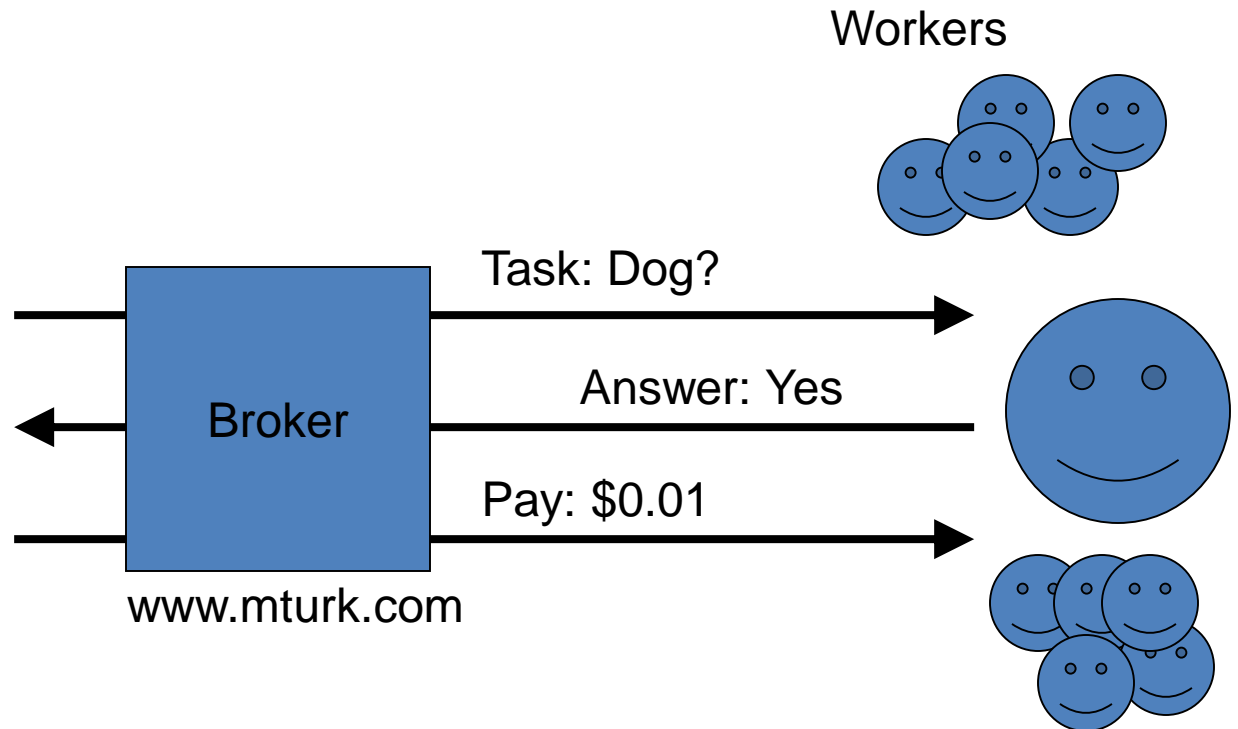 Workers
Task: Dog?
Answer: Yes
Broker
Pay: $0.01
www.mturk.com